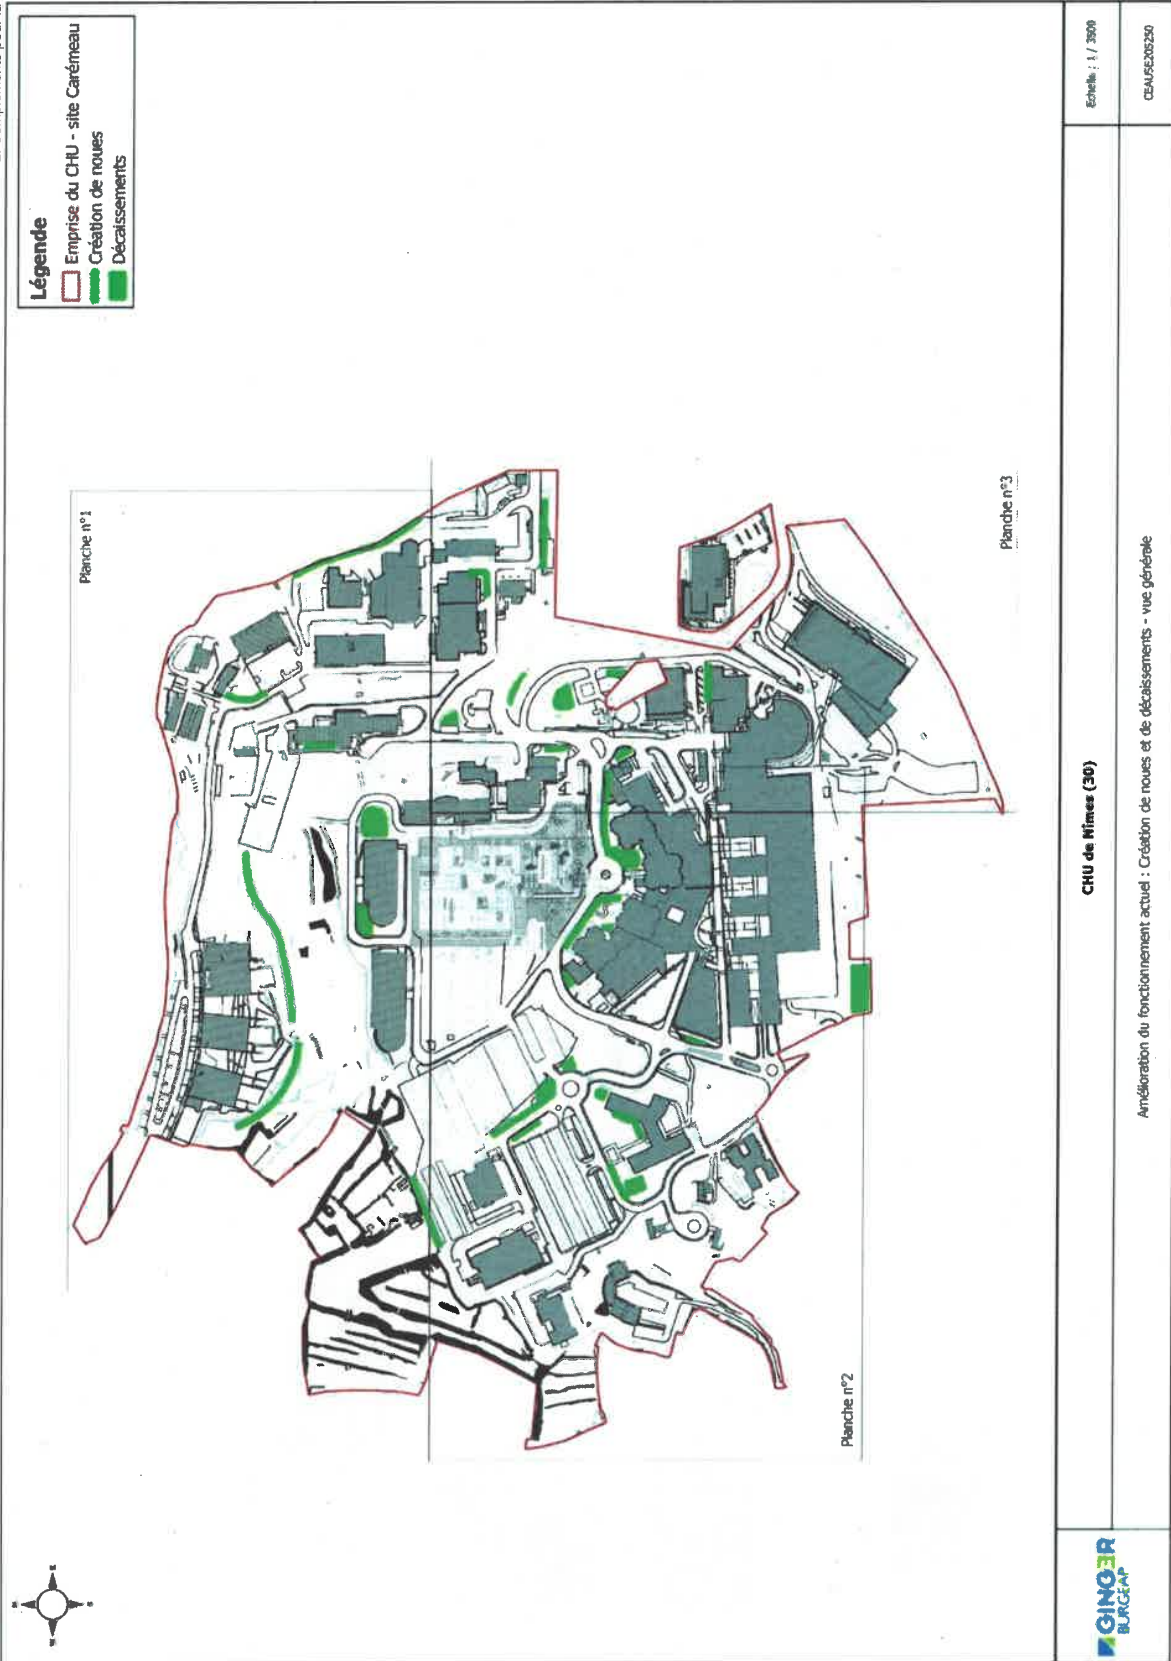 Légende
Emprise du CHU - site Carémeau
Création de noues
Décaissements
Planche n°1
Planche n°2
Planche n°3
GINGER
BURGEAP
CHU de Nîmes (30)
Amélioration du fonctionnement actuel : Création de noues et de décaissements - vue générale
Echelle : 1 / 3500
CEAUSE205250